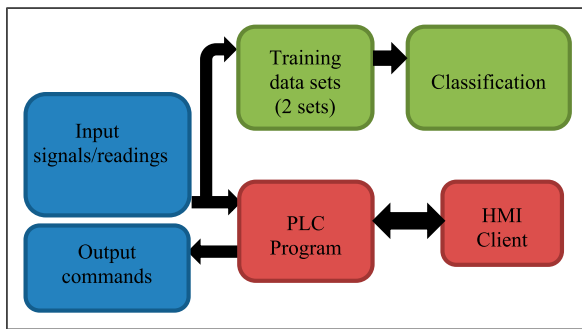 Training
data sets
(2 sets)
Classification
Input
signals/readings
PLC
Program
HMI
Client
Output
commands